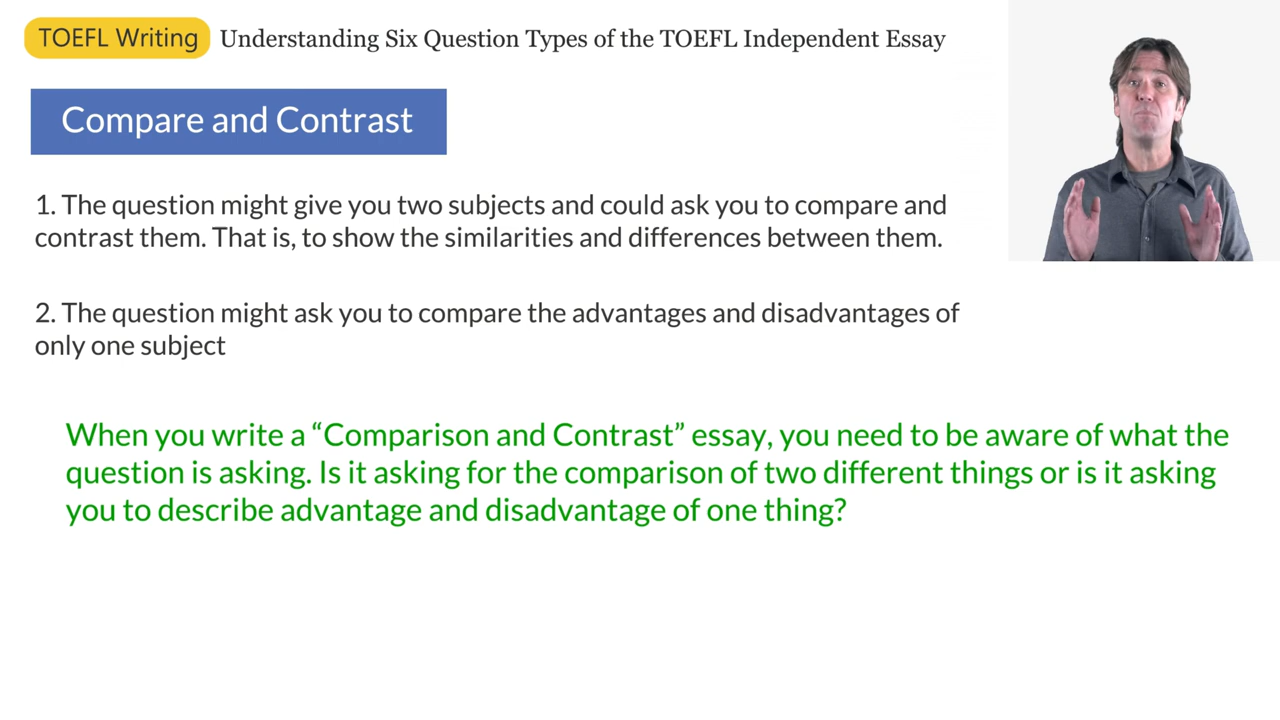 TOEFL Writing Understanding Six Question Types of the TOEFL Independent Essay
Compare and Contrast
1. The question might give you two subjects and could ask you to compare and
contrast them. That is, to show the similarities and differences between them.
2. The question might ask you to compare the advantages and disadvantages of
only one subject
When you write a “Comparison and Contrast” essay, you need to be aware of what the
question is asking. Is it asking for the comparison of two different things or is it asking
you to describe advantage and disadvantage of one thing?